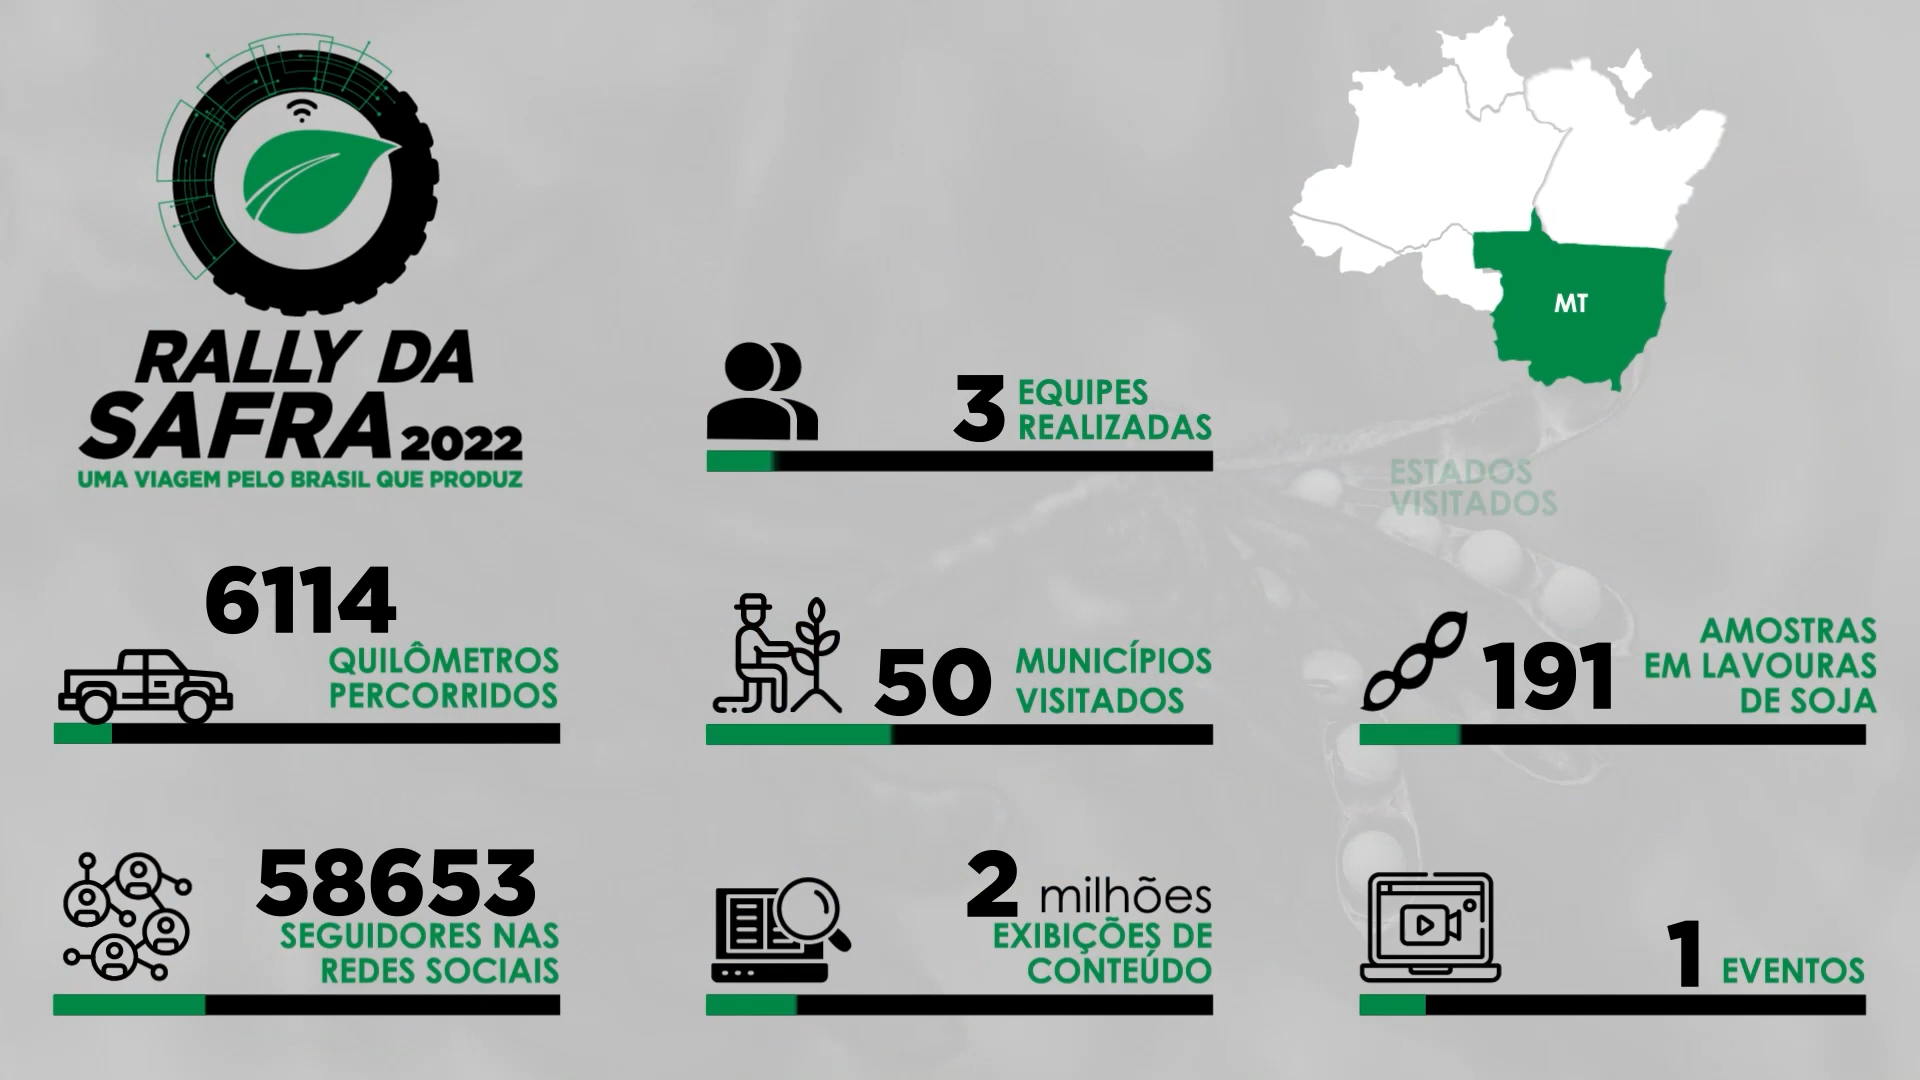 RALLY DA
SAFRA 2022
UMA VIAGEM PELO BRASIL QUE PRODUZ
MT
ESTADOS
VISITADOS
3 EQUIPES
REALIZADAS
6114
QUILÔMETROS
PERCORRIDOS
50 MUNICÍPIOS
VISITADOS
191 AMOSTRAS
EM LAVOURAS
DE SOJA
58653
SEGUIDORES NAS
REDES SOCIAIS
2 milhões
EXIBIÇÕES DE
CONTEÚDO
1 EVENTOS